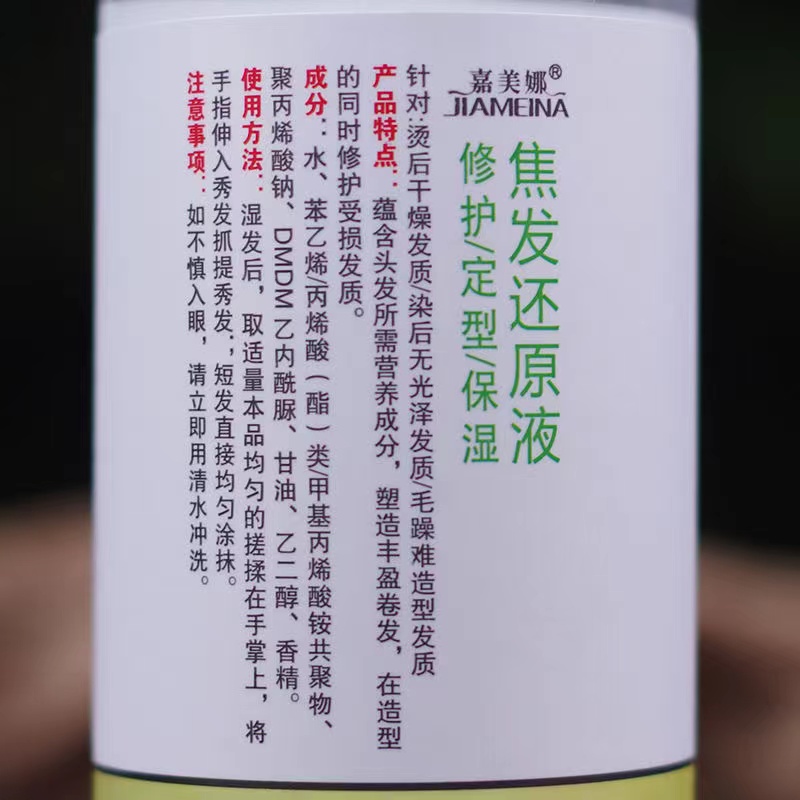 嘉美娜®
JIAMEINA
焦发还原液
修护/定型/保湿
针对:烫后干燥发质/染后无光泽发质/毛躁难造型发质
产品特点:蕴含头发所需营养成分，塑造丰盈卷发，在造型
的同时修护受损发质。
成分:水、苯乙烯/丙烯酸（酯）类/甲基丙烯酸铵共聚物、
聚丙烯酸钠、DMDM乙内酰脲、甘油、乙二醇、香精。
使用方法:湿发后，取适量本品均匀的搓揉在手掌上，将
手指伸入秀发抓提秀发;，短发直接均匀涂抹。
注意事项:如不慎入眼，请立即用清水冲洗。